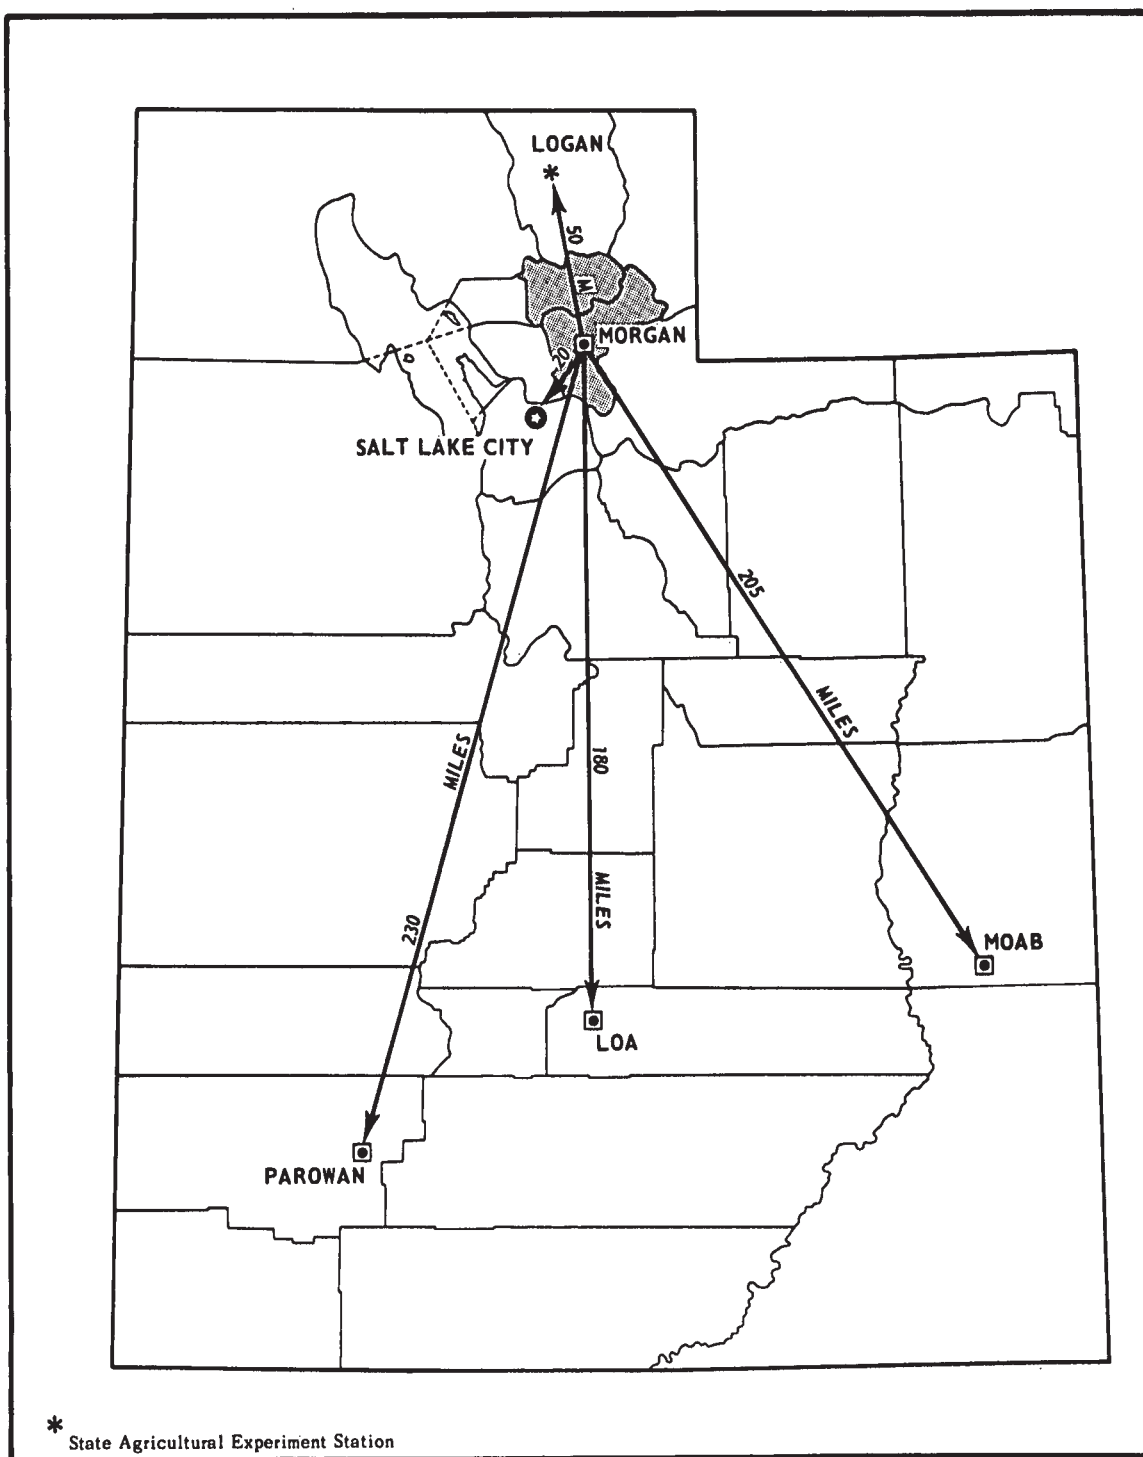 LOGAN
*
50
M
MORGAN
20
SALT LAKE CITY
205
MILES
MILES
180
MILES
230
MOAB
LOA
PAROWAN
* State Agricultural Experiment Station